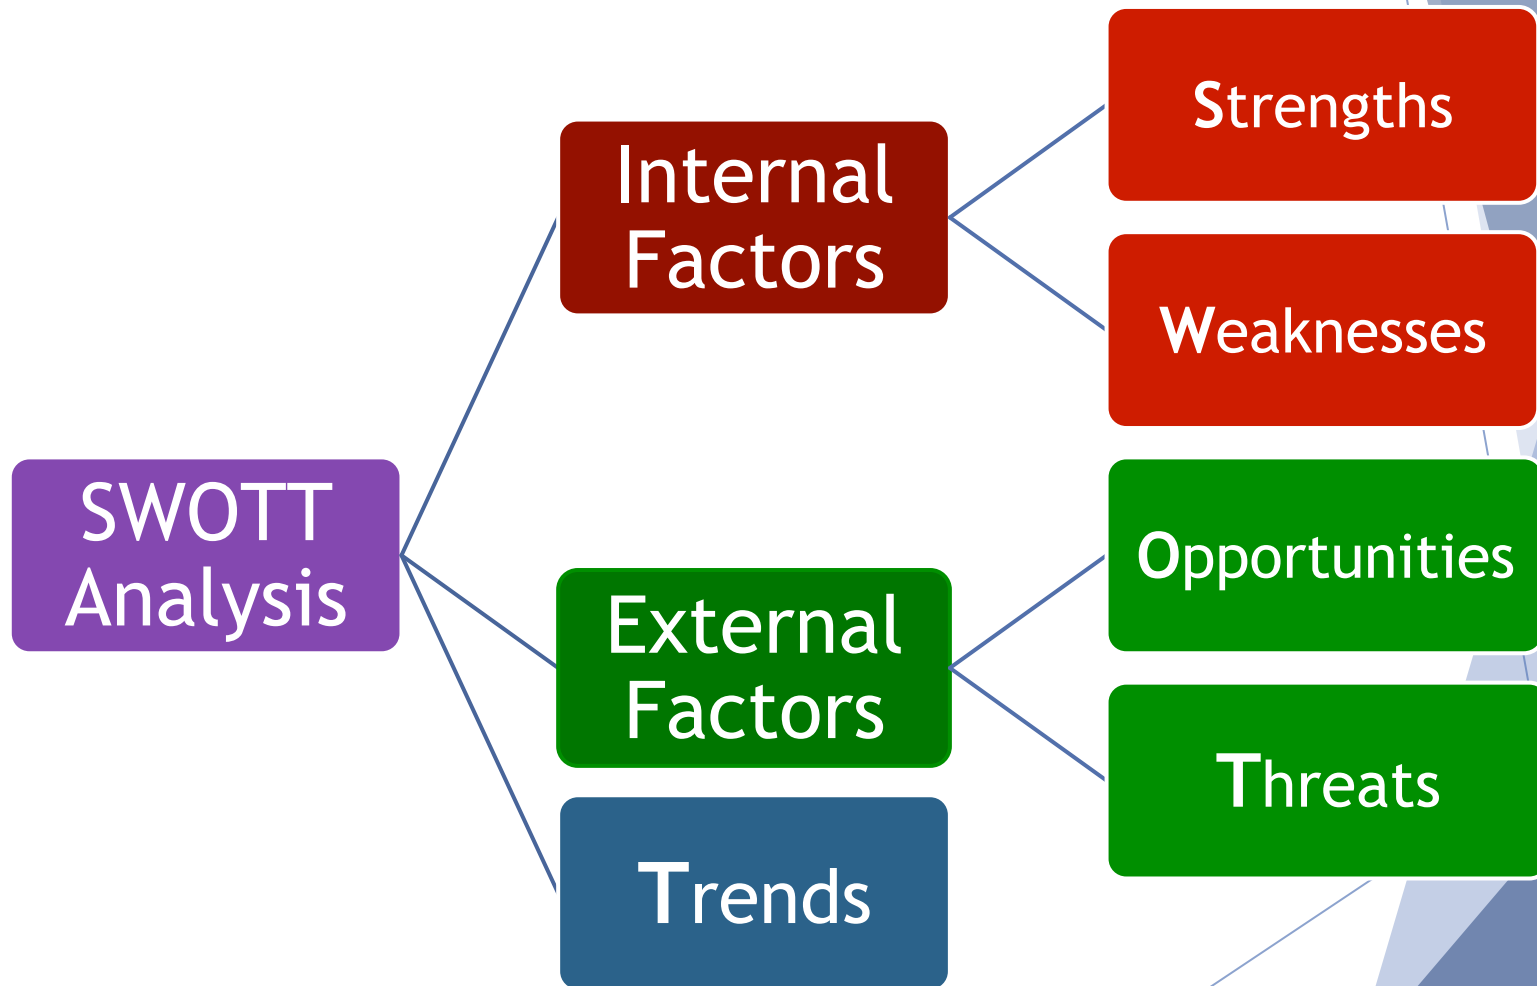 SWOTT
Analysis
Internal
Factors
Strengths
Weaknesses
External
Factors
Opportunities
Threats
Trends